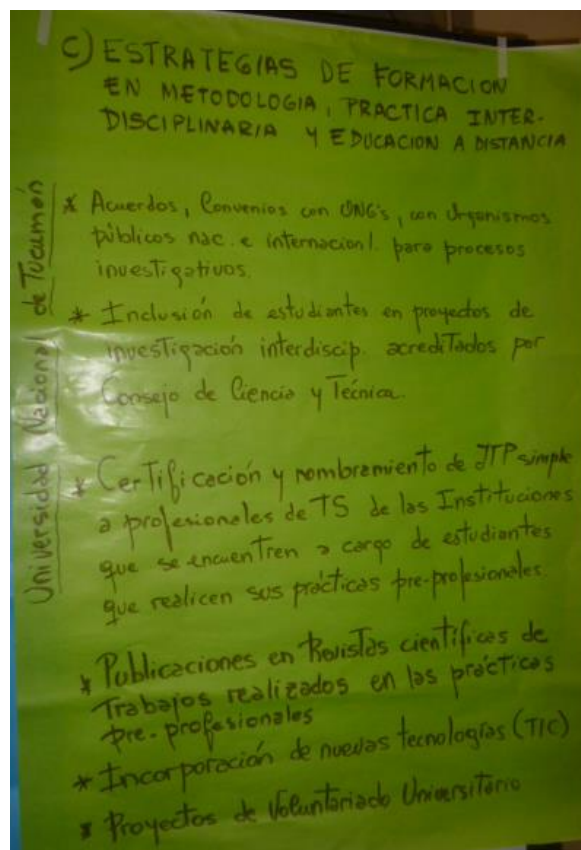 C) ESTRATEGIAS DE FORMACION
EN METODOLOGIA, PRACTICA INTER-
DISCIPLINARIA Y EDUCACION A DISTANCIA
Universidad Nacional de Tucumán
* Acuerdos, Convenios con ONG's, con Organismos
públicos nac. e internacional. para procesos
investigativos.
* Inclusión de estudiantes en proyectos de
investigación interdiscip. acreditados por
Consejo de Ciencia y Técnica.
* Certificación y nombramiento de JTP simple
a profesionales de TS de las Instituciones
que se encuentren a cargo de estudiantes
que realicen sus prácticas pre-profesionales.
* Publicaciones en Revistas científicas de
Trabajos realizados en las prácticas
pre-profesionales
* Incorporación de nuevas tecnologías (TIC)
* Proyectos de Voluntariado Universitario